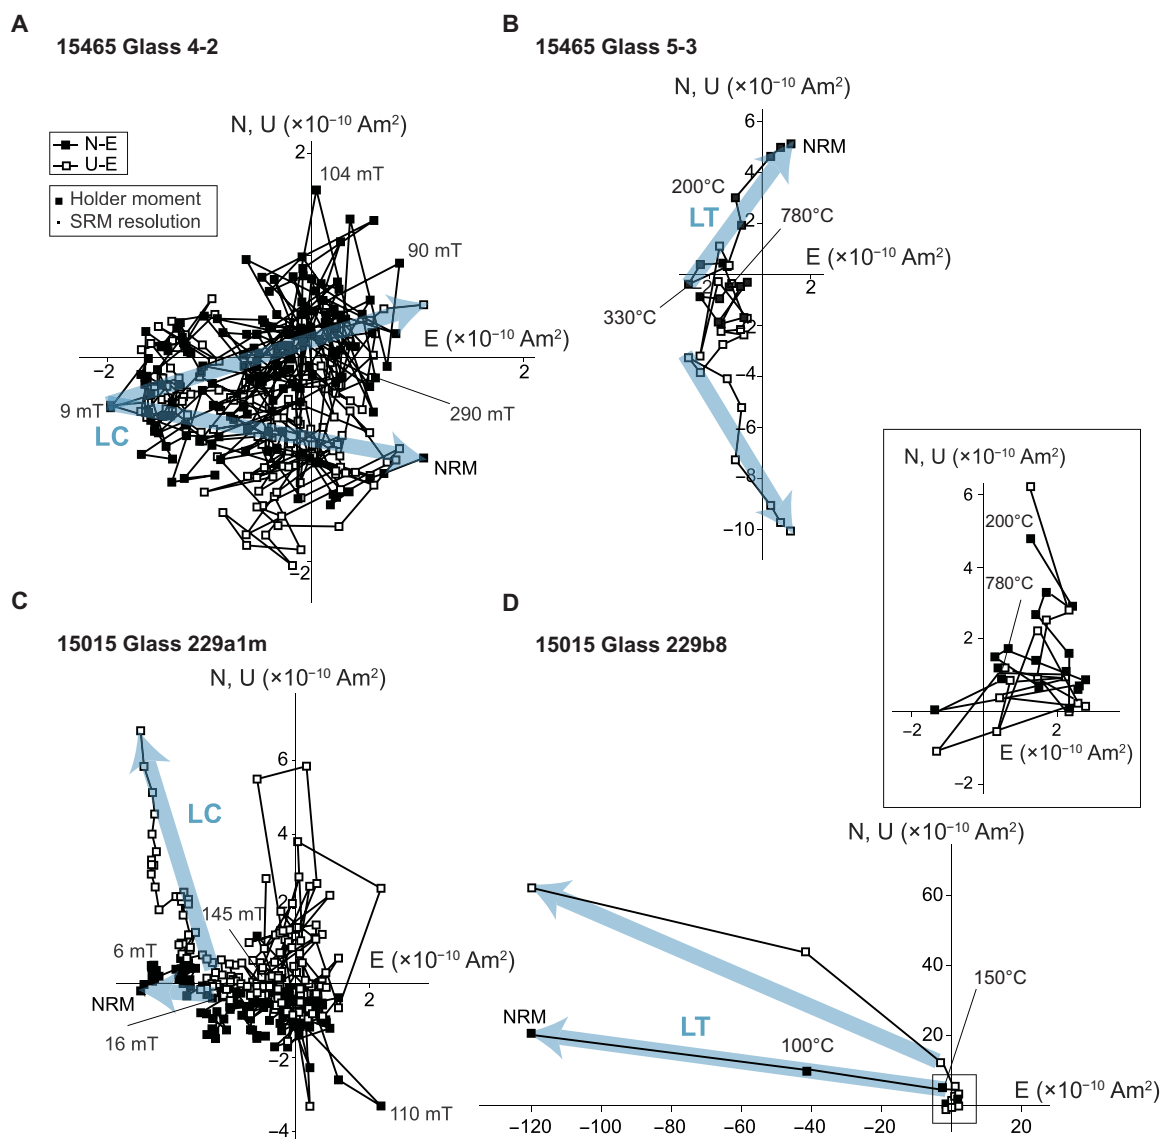 A
15465 Glass 4-2
N, U (×10⁻¹⁰ Am²)
N-E
U-E
Holder moment
SRM resolution
2
104 mT
90 mT
E (×10⁻¹⁰ Am²)
−2
2
9 mT
LC
290 mT
NRM
−2
B
15465 Glass 5-3
N, U (×10⁻¹⁰ Am²)
6
NRM
4
200°C
LT
2
780°C
E (×10⁻¹⁰ Am²)
−2
2
330°C
−2
−4
−6
−8
−10
C
15015 Glass 229a1m
N, U (×10⁻¹⁰ Am²)
6
LC
4
2
145 mT
6 mT
E (×10⁻¹⁰ Am²)
NRM
2
16 mT
−2
110 mT
−4
D
15015 Glass 229b8
N, U (×10⁻¹⁰ Am²)
6
200°C
4
780°C
2
−2
2
E (×10⁻¹⁰ Am²)
−2
N, U (×10⁻¹⁰ Am²)
60
40
150°C
NRM
LT
20
100°C
E (×10⁻¹⁰ Am²)
−120
−100
−80
−60
−40
−20
20